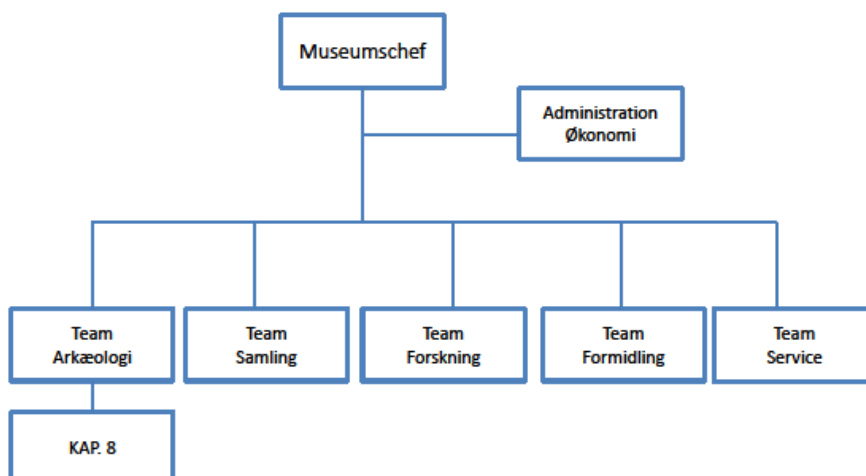 Museumschef
Administration
Økonomi
Team
Arkæologi
Team
Samling
Team
Forskning
Team
Formidling
Team
Service
KAP. 8